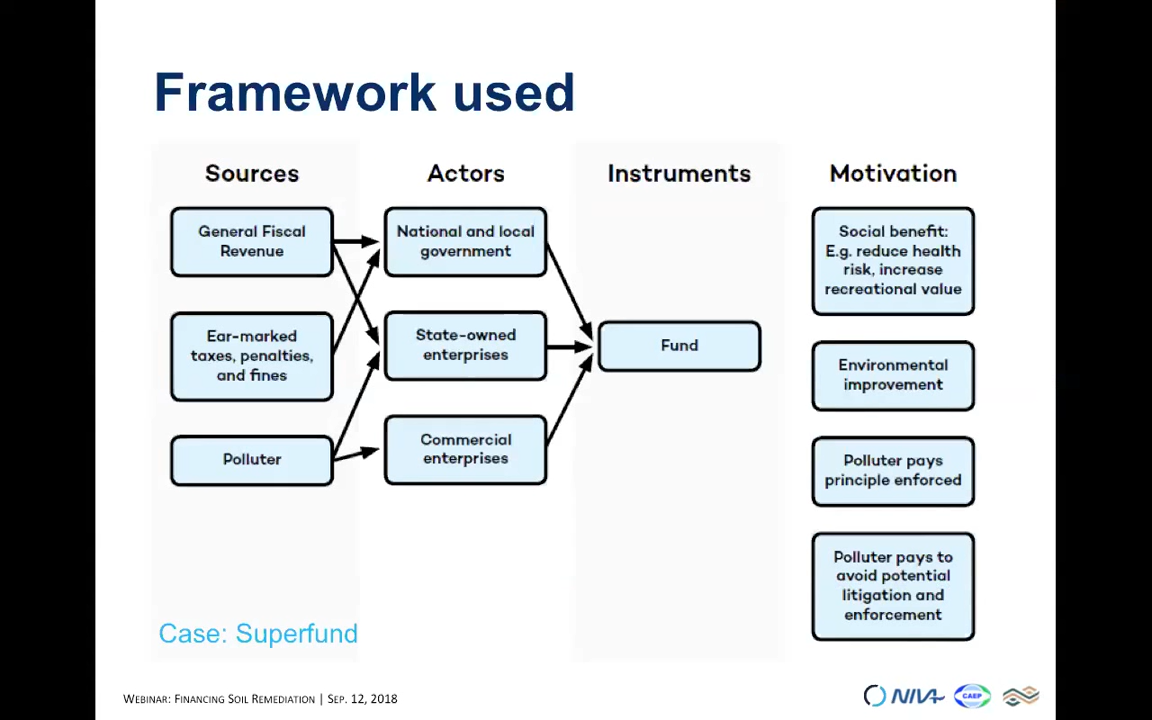 Framework used
Sources
Actors
Instruments
Motivation
General Fiscal
Revenue
Ear-marked
taxes, penalties,
and fines
Polluter
National and local
government
State-owned
enterprises
Commercial
enterprises
Fund
Social benefit:
E.g. reduce health
risk, increase
recreational value
Environmental
improvement
Polluter pays
principle enforced
Polluter pays to
avoid potential
litigation and
enforcement
Case: Superfund
WEBINAR: FINANCING SOIL REMEDIATION | SEP. 12, 2018
NIVA
CAEP